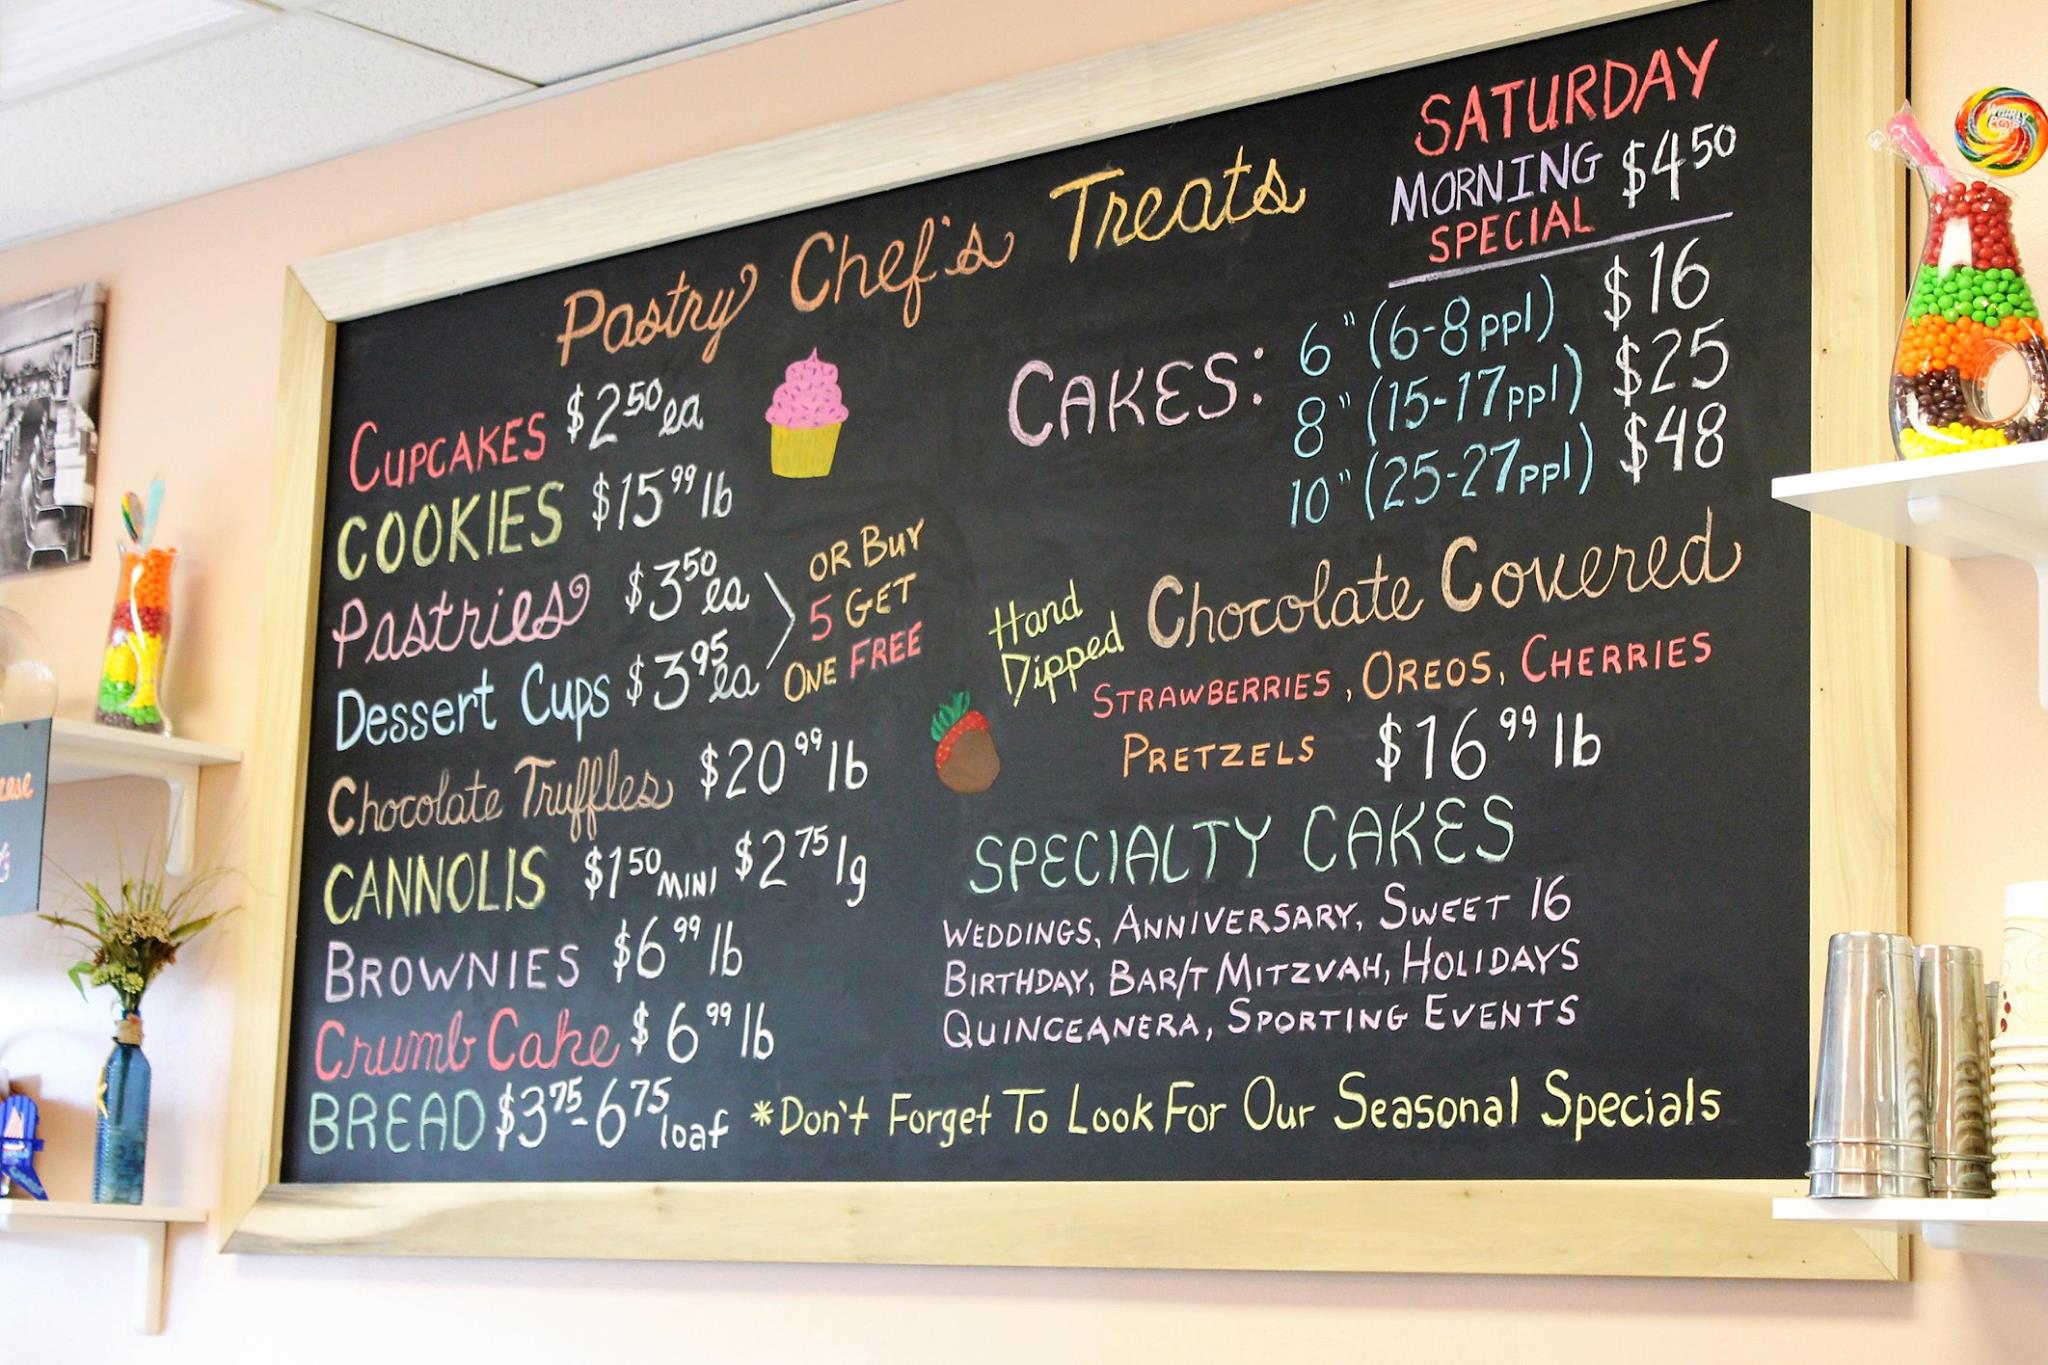 Pastry Chef's Treats
CUPCAKES $2.50 ea
COOKIES $15.99 lb
Pastries $3.50 ea
Dessert Cups $3.95 ea
OR BUY
5 GET
ONE FREE
Chocolate Truffles $20.99 lb
CANNOLIS $1.50 MINI $2.75 lg
BROWNIES $6.99 lb
Crumb Cake $6.99 lb
BREAD $3.75-6.75 loaf
SATURDAY
MORNING $4.50
SPECIAL
CAKES: 6" (6-8 ppl) $16
8" (15-17 ppl) $25
10" (25-27 ppl) $48
Hand
Dipped
Chocolate Covered
STRAWBERRIES, OREOS, CHERRIES
PRETZELS $16.99 lb
SPECIALTY CAKES
WEDDINGS, ANNIVERSARY, SWEET 16
BIRTHDAY, BAR/T MITZVAH, HOLIDAYS
QUINCEANERA, SPORTING EVENTS
*Don't Forget To Look For Our Seasonal Specials